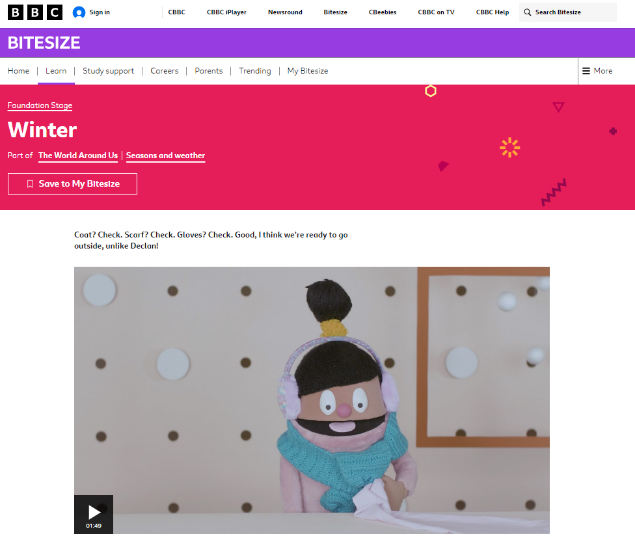 BBC Sign in CBBC CBBC iPlayer Newsround Bitesize CBeebies CBBC on TV CBBC Help Search Bitesize
BITESIZE
Home Learn Study support Careers Parents Trending My Bitesize More
Foundation Stage
Winter
Part of The World Around Us Seasons and weather
Save to My Bitesize
Coat? Check. Scarf? Check. Gloves? Check. Good, I think we're ready to go
outside, unlike Declan!
01:49